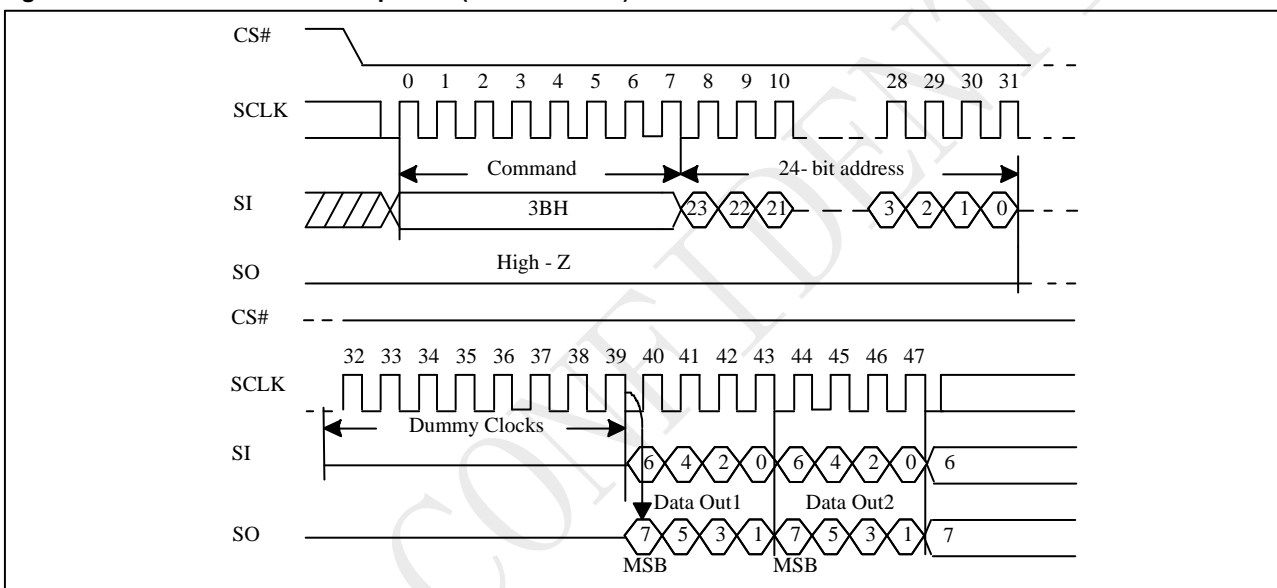 CS#
0 1 2 3 4 5 6 7 8 9 10 28 29 30 31
SCLK
Command 24- bit address
SI 3BH 23 22 21 3 2 1 0
High - Z
SO
CS#
32 33 34 35 36 37 38 39 40 41 42 43 44 45 46 47
SCLK
Dummy Clocks
SI 6 4 2 0 6 4 2 0 6
Data Out1 Data Out2
SO 7 5 3 1 7 5 3 1 7
MSB MSB
CONFIDENT